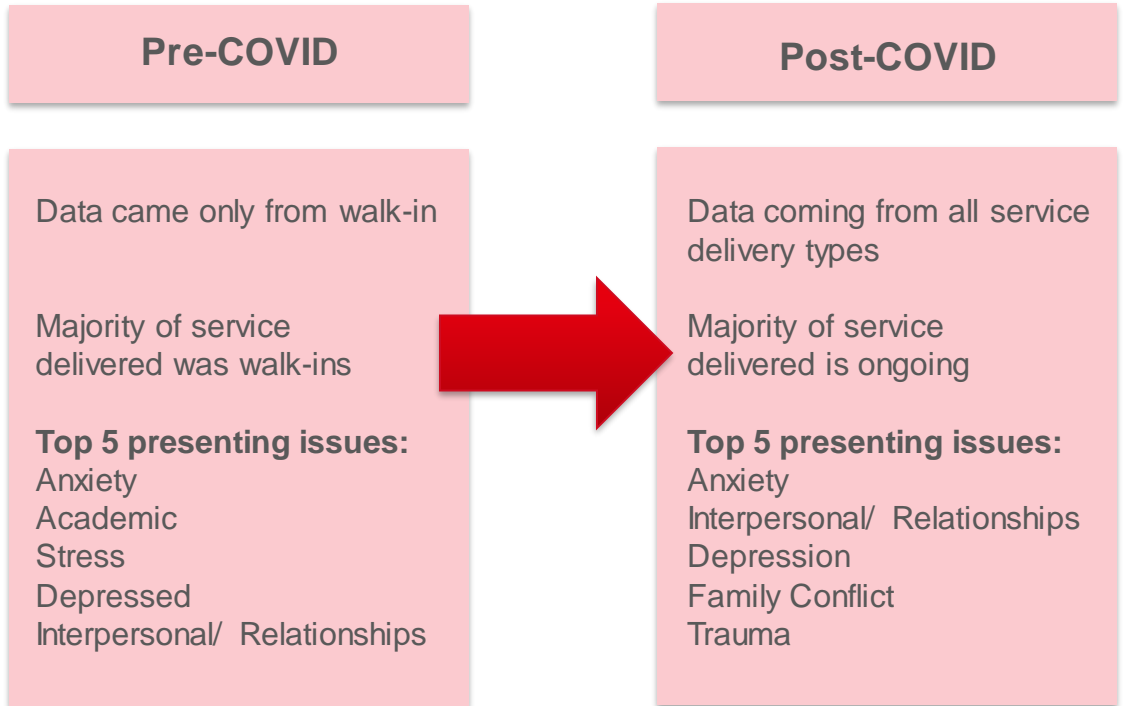 Pre-COVID
Data came only from walk-in
Majority of service
delivered was walk-ins
Top 5 presenting issues:
Anxiety
Academic
Stress
Depressed
Interpersonal/ Relationships
Post-COVID
Data coming from all service
delivery types
Majority of service
delivered is ongoing
Top 5 presenting issues:
Anxiety
Interpersonal/ Relationships
Depression
Family Conflict
Trauma